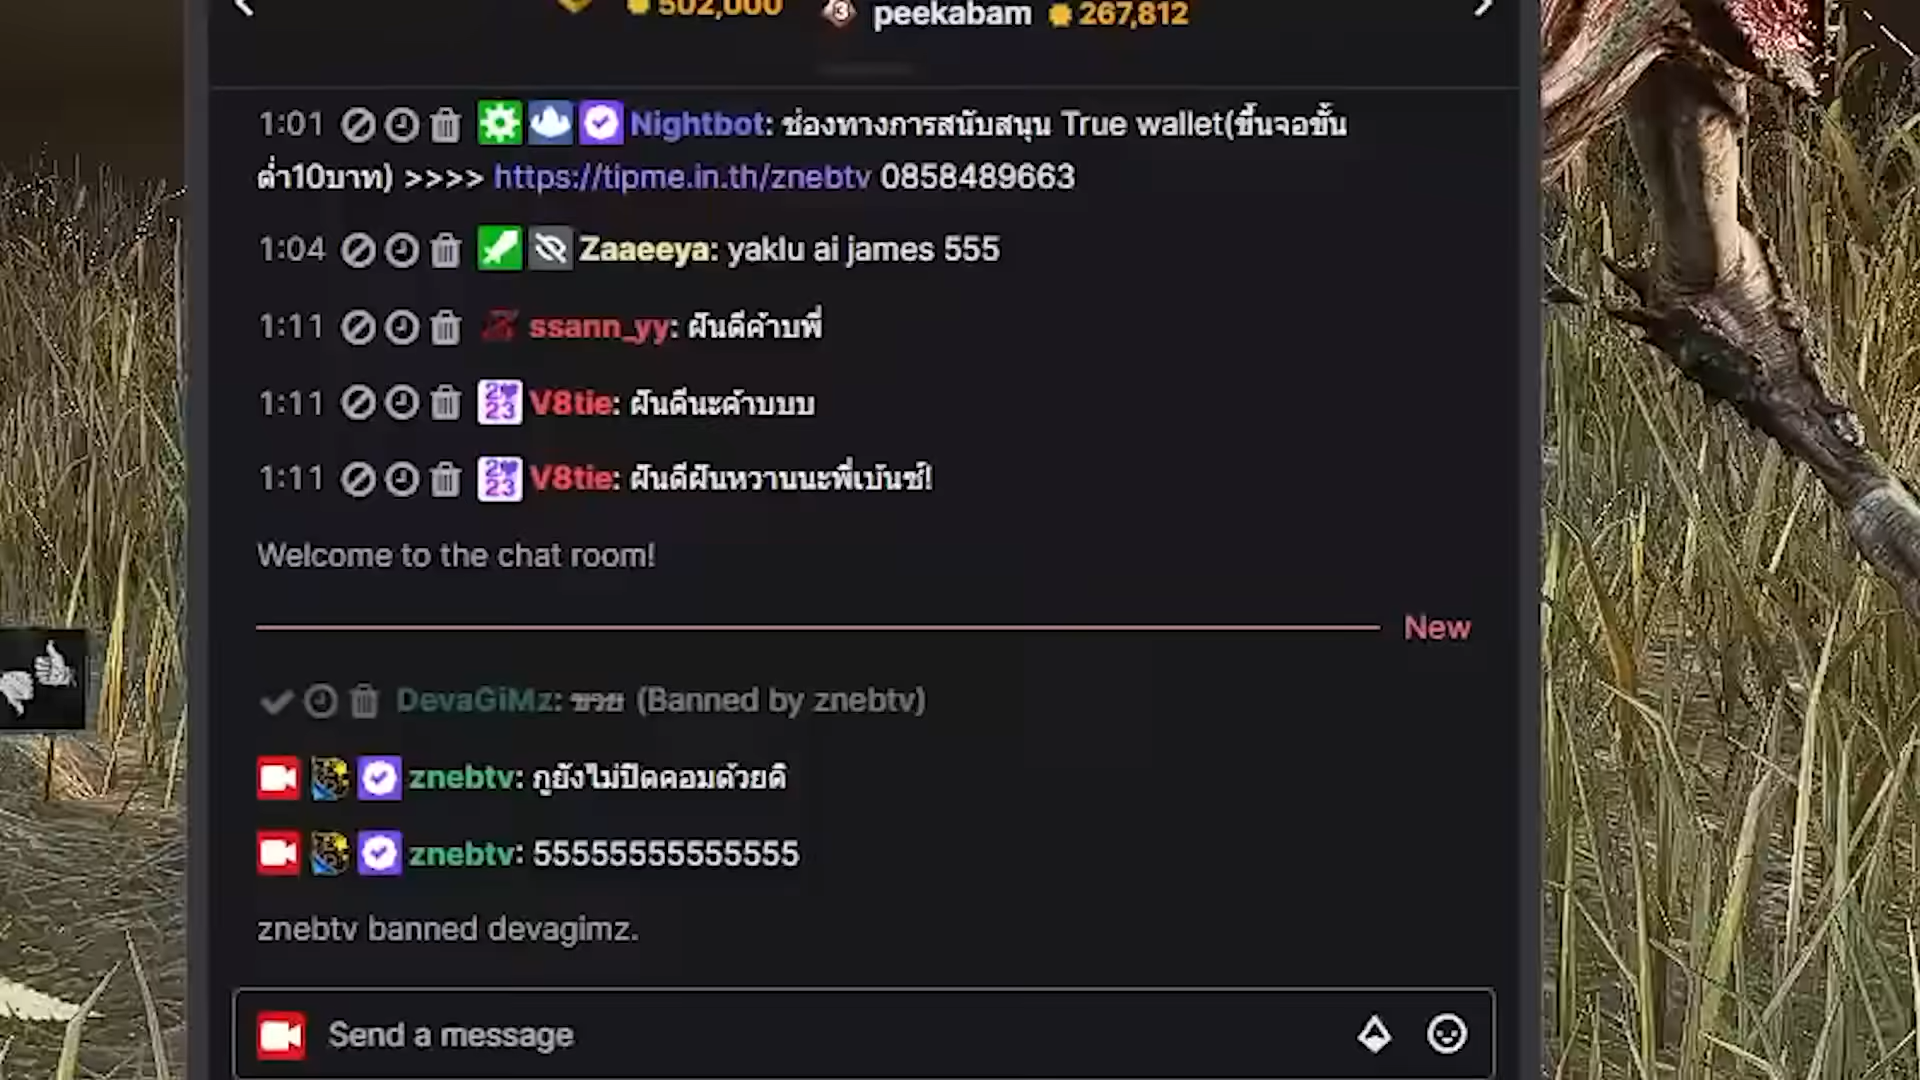 502,000 3 peekabam 267,812
1:01 Nightbot: ช่องทางการสนับสนุน True wallet(ขึ้นจอขั้น
ต่ำ10บาท) >>>> https://tipme.in.th/znebtv 0858489663
1:04 Zaaeeya: yaklu ai james 555
1:11 ssann_yy: ฝันดีค้าบพี่
1:11 V8tie: ฝันดีนะค้าบบบ
1:11 V8tie: ฝันดีฝันหวานนะพี่เบ้นซ์!
Welcome to the chat room!
New
DevaGiMz: ขวย (Banned by znebtv)
znebtv: กูยังไม่ปิดคอมด้วยดิ
znebtv: 55555555555555
znebtv banned devagimz.
Send a message